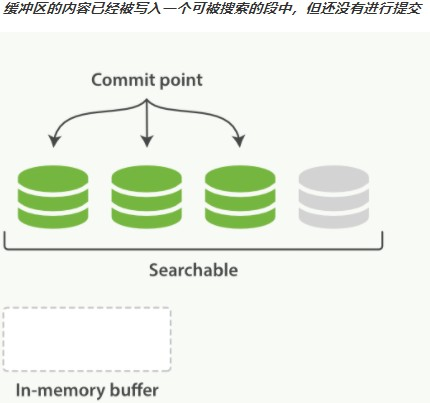 缓冲区的内容已经被写入一个可被搜索的段中，但还没有进行提交
Commit point
Searchable
In-memory buffer